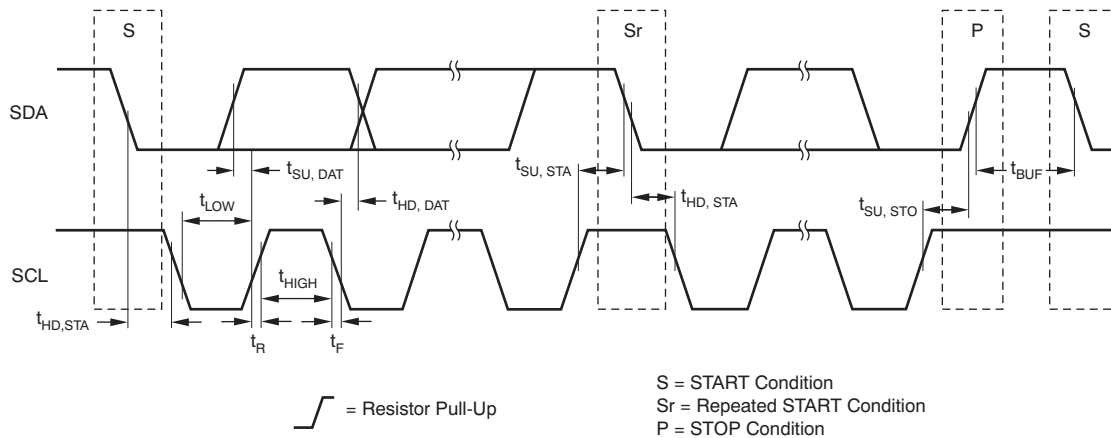 S
Sr
P
S
SDA
tSU, DAT
tSU, STA
tBUF
tLOW
tHD, DAT
tHD, STA
tSU, STO
SCL
tHIGH
tHD,STA
tR
tF
= Resistor Pull-Up
S = START Condition
Sr = Repeated START Condition
P = STOP Condition